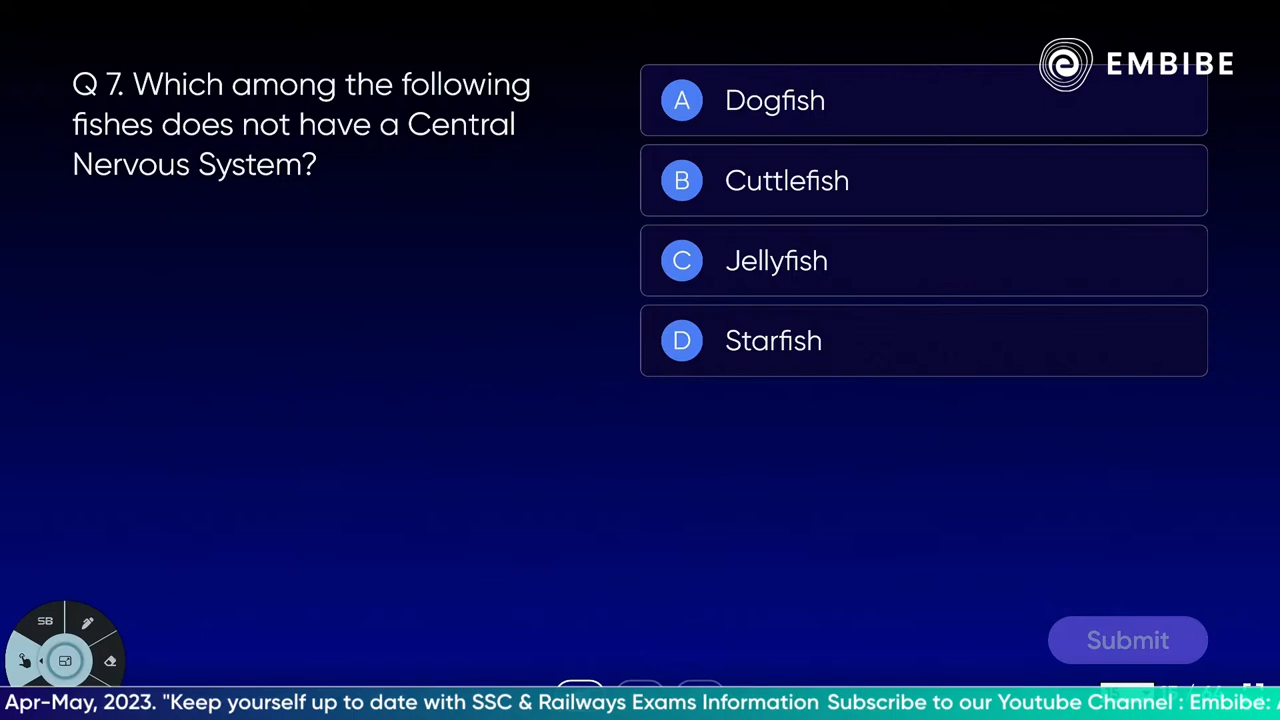 EMBIBE
Q 7. Which among the following
fishes does not have a Central
Nervous System?
A Dogfish
B Cuttlefish
C Jellyfish
D Starfish
SB
Submit
Apr-May, 2023. "Keep yourself up to date with SSC & Railways Exams Information Subscribe to our Youtube Channel : Embibe: